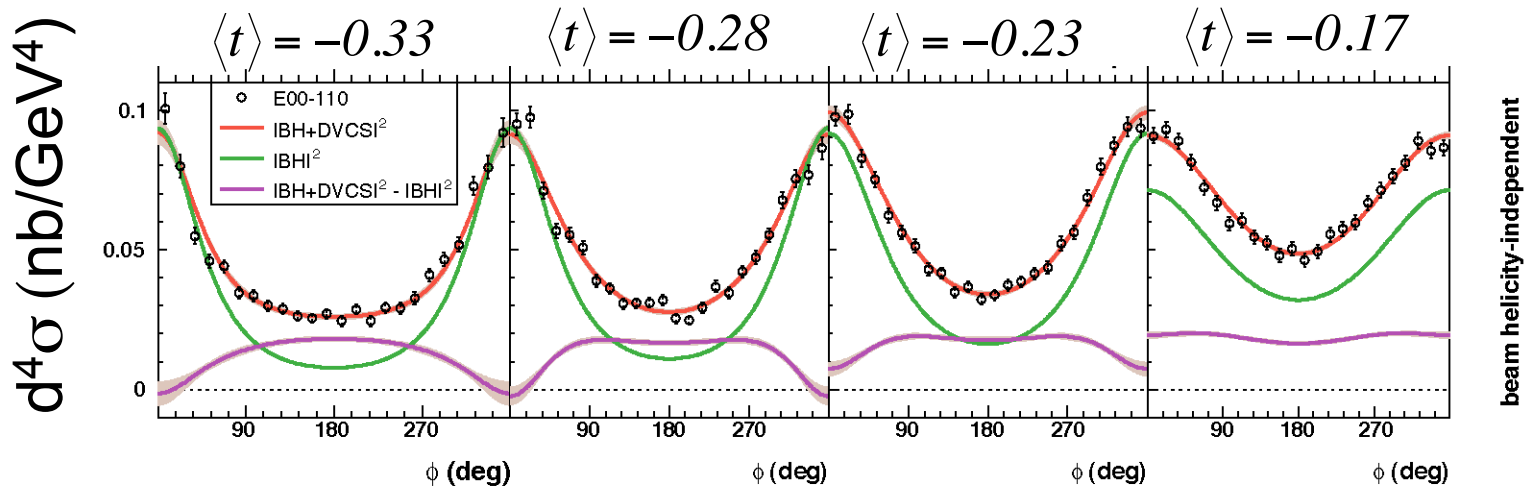 ⟨t⟩ = −0.33 ⟨t⟩ = −0.28 ⟨t⟩ = −0.23 ⟨t⟩ = −0.17
d⁴σ (nb/GeV⁴)
0.1
0.05
0
E00-110
IBH+DVCSI²
IBHI²
IBH+DVCSI² - IBHI²
90 180 270 90 180 270 90 180 270 90 180 270
ϕ (deg) ϕ (deg) ϕ (deg) ϕ (deg)
beam helicity-independent